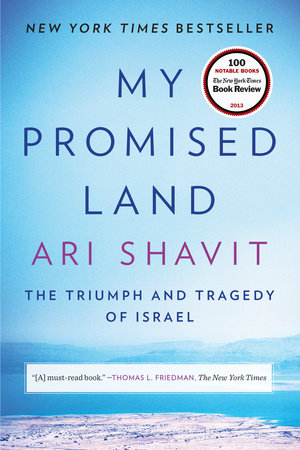 NEW YORK TIMES BESTSELLER
100
NOTABLE BOOKS
The New York Times
Book Review
2013
MY
PROMISED
LAND
ARI SHAVIT
THE TRIUMPH AND TRAGEDY
OF ISRAEL
“[A] must-read book.” —THOMAS L. FRIEDMAN, The New York Times